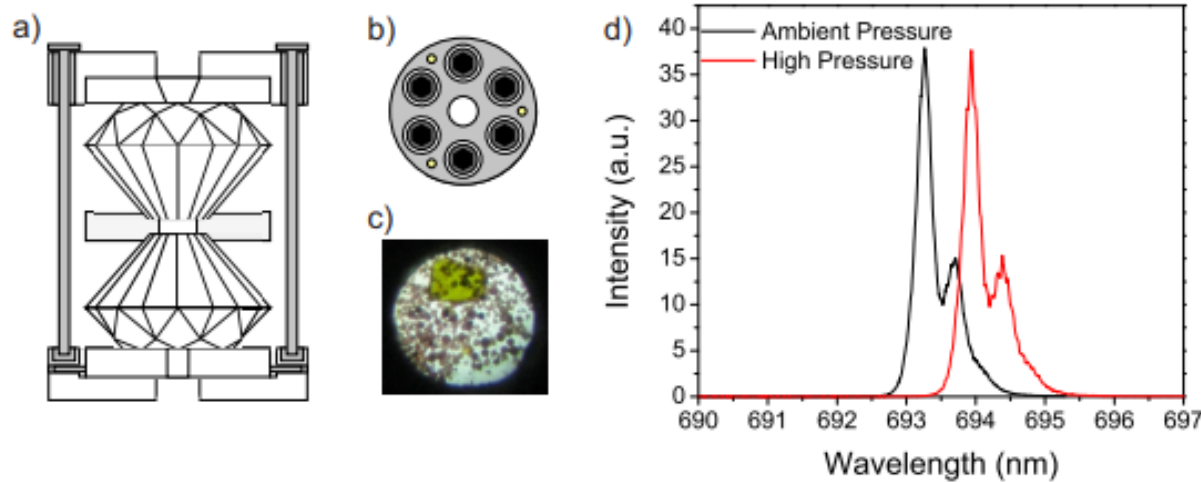 a)
b)
c)
d)
Ambient Pressure
High Pressure
Intensity (a.u.)
40
35
30
25
20
15
10
5
0
690 691 692 693 694 695 696 697
Wavelength (nm)